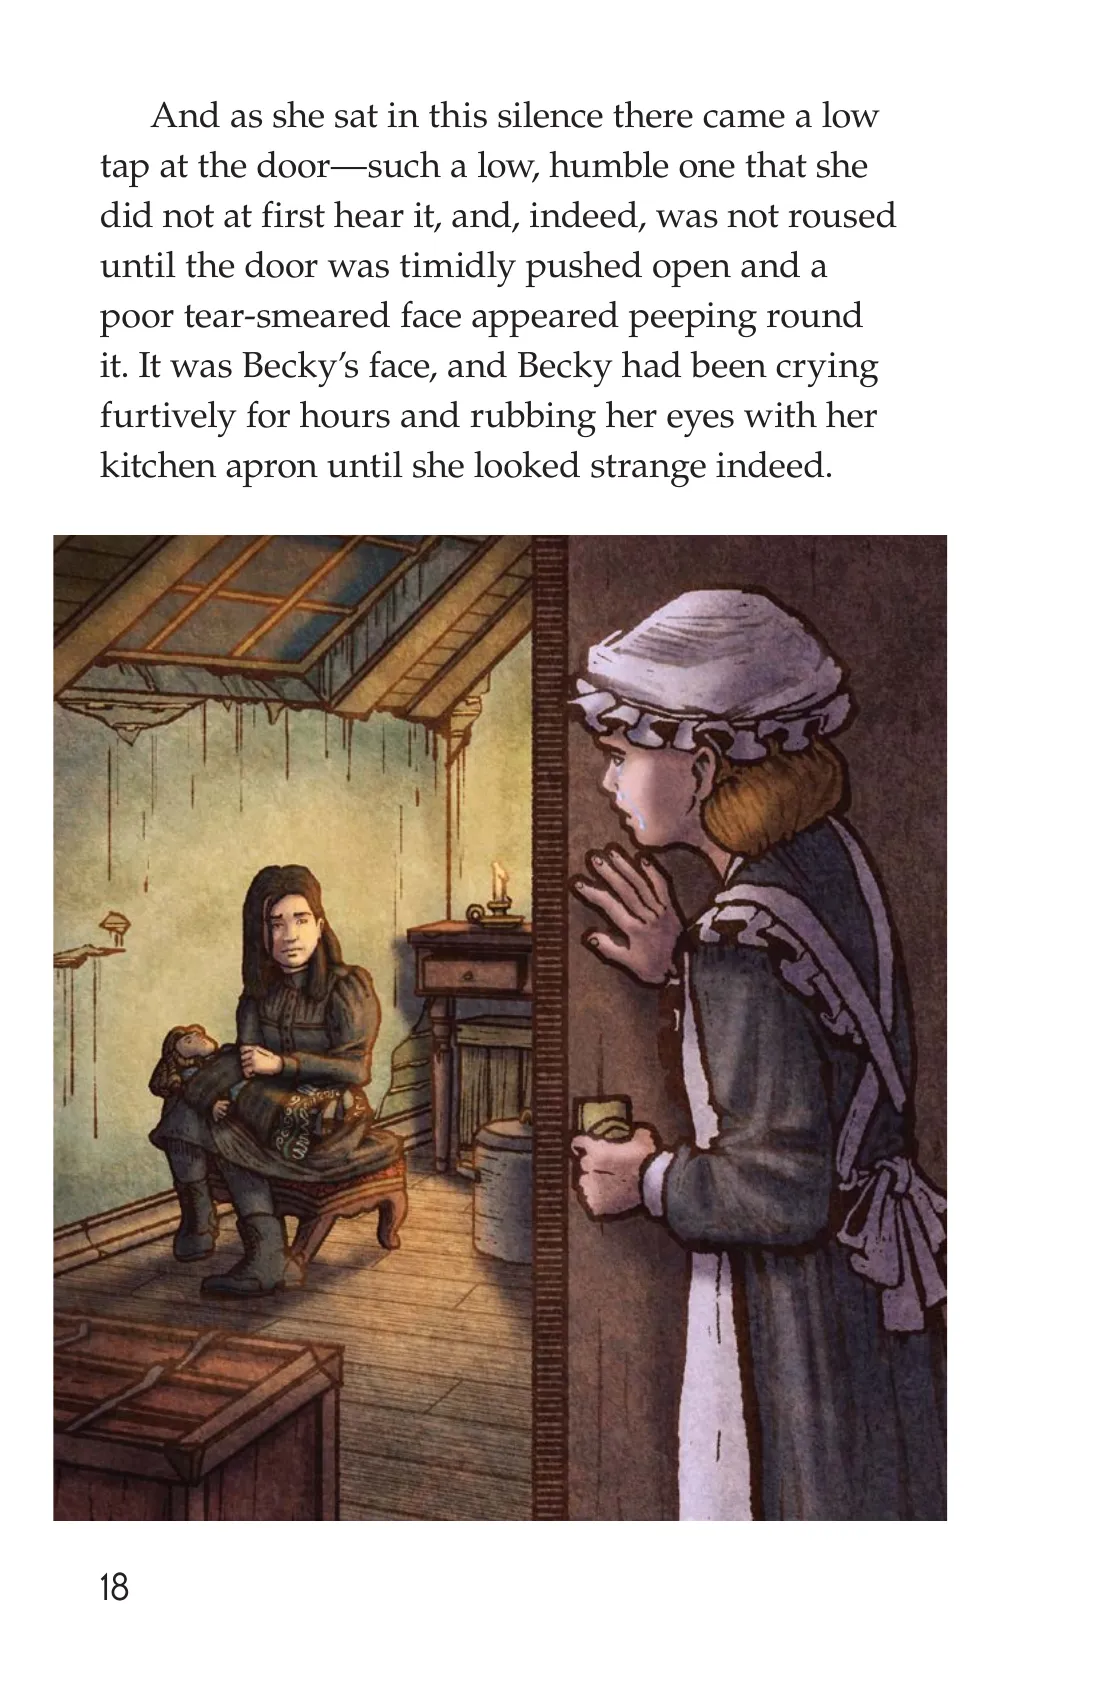 And as she sat in this silence there came a low
tap at the door—such a low, humble one that she
did not at first hear it, and, indeed, was not roused
until the door was timidly pushed open and a
poor tear-smeared face appeared peeping round
it. It was Becky’s face, and Becky had been crying
furtively for hours and rubbing her eyes with her
kitchen apron until she looked strange indeed.
18